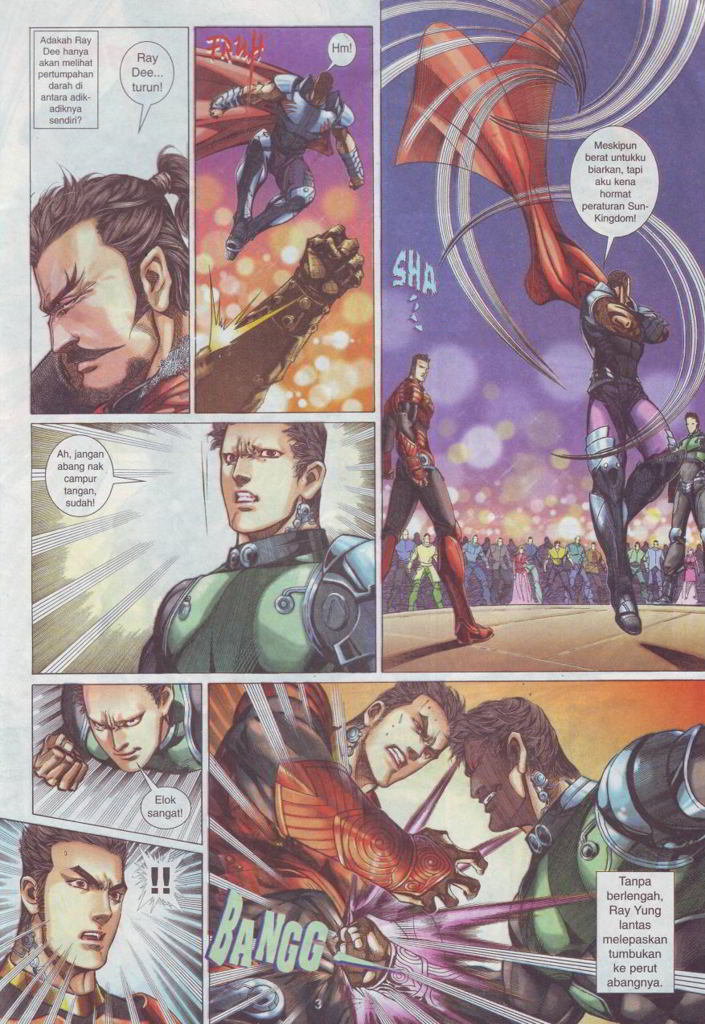 Adakah Ray
Dee hanya
akan melihat
pertumpahan
darah di
antara adik-
adiknya
sendiri?
Ray
Dee...
turun!
FRUH
Hm!
Meskipun
berat untukku
biarkan, tapi
aku kena
hormat
peraturan Sun-
Kingdom!
SHA
Ah, jangan
abang nak
campur
tangan,
sudah!
Elok
sangat!
!!
BANGG
Tanpa
berlengah,
Ray Yung
lantas
melepaskan
tumbukan
ke perut
abangnya.
3